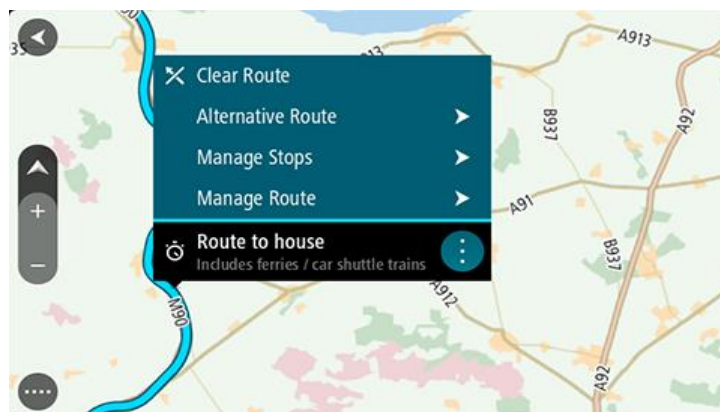 A913
Clear Route
Alternative Route
Manage Stops
Manage Route
Route to house
Includes ferries / car shuttle trains
B937
A92
A91
B937
A912
M90
A92